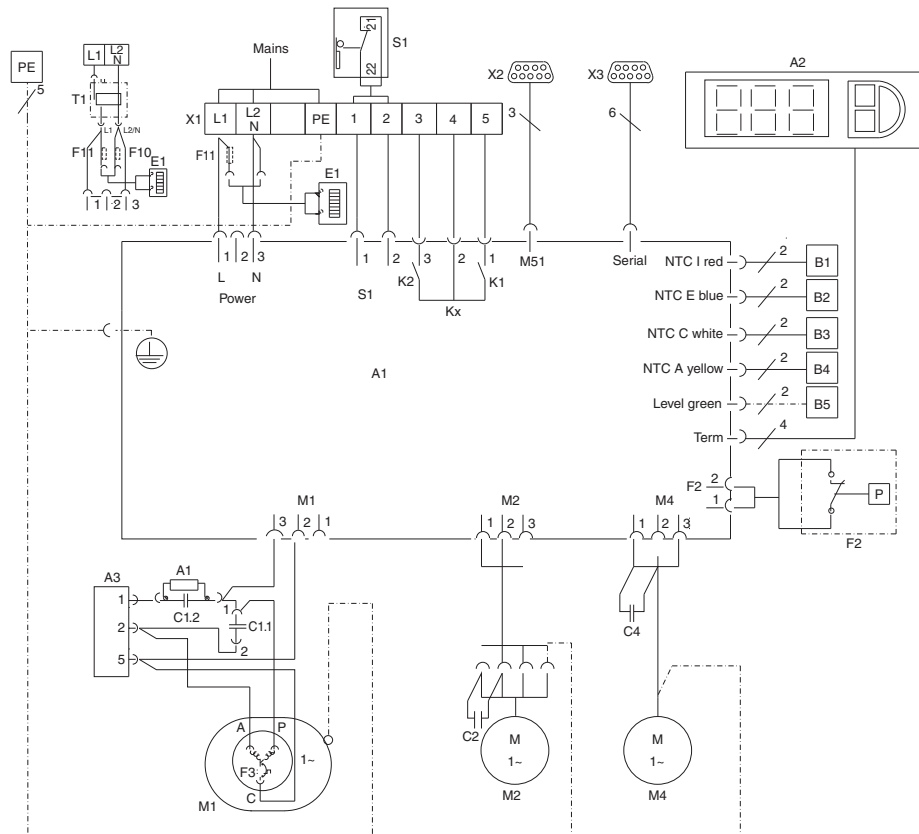 PE
5
L1 L2 N
T1
L1 L2/N
F11 F10
E1
1 2 3
Mains
21
22
S1
X1 L1 L2 N PE 1 2 3 4 5
F11
E1
X2
3
X3
6
A2
1 2 3
L N
Power
1 2
S1
3 2 1
K2 K1
Kx
M51
Serial
A1
NTC I red 2 B1
NTC E blue 2 B2
NTC C white 2 B3
NTC A yellow 2 B4
Level green 2 B5
Term 4
F2 2
1
P
F2
M1
3 2 1
M2
1 2 3
M4
1 2 3
A3
1
2
5
A1
C1.2
1
C1.1
2
A P
F3
C
1~
M1
C2
M
1~
M2
C4
M
1~
M4